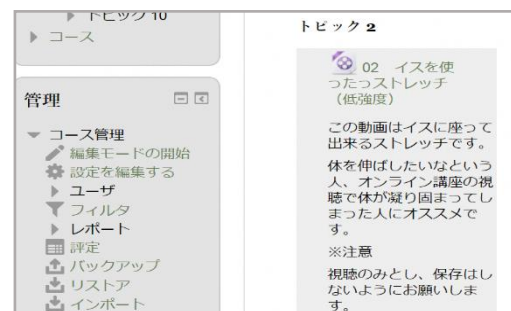 トピック 10
コース
管理
コース管理
編集モードの開始
設定を編集する
ユーザ
フィルタ
レポート
評定
バックアップ
リストア
インポート
トピック 2
02 イスを使
ったっストレッチ
(低強度)
この動画はイスに座って
出来るストレッチです。
体を伸ばしたいなという
人、オンライン講座の視
聴で体が凝り固まってし
まった人にオススメで
す。
※注意
視聴のみとし、保存はし
ないようにお願いしま
す。